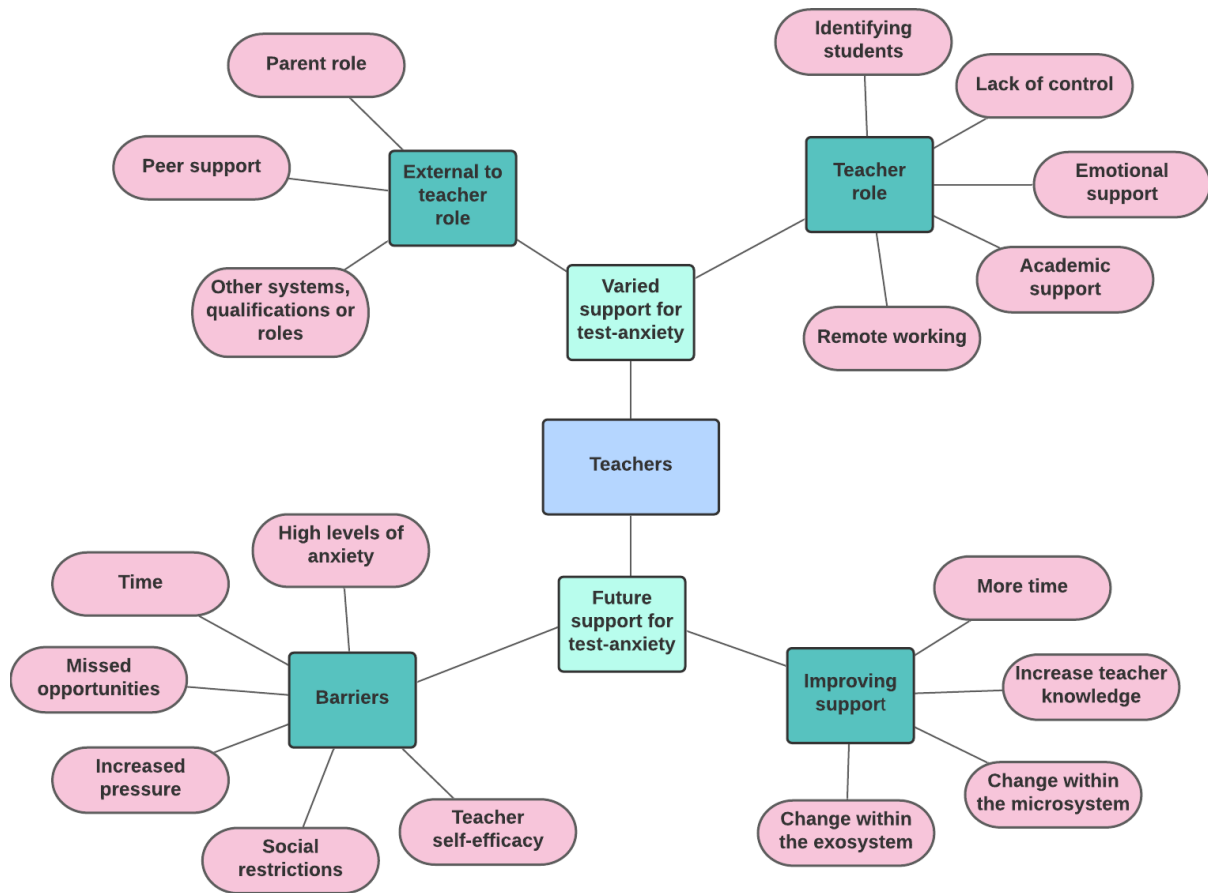 Identifying
students
Parent role
Lack of control
Peer support
External to
teacher
role
Teacher
role
Emotional
support
Other systems,
qualifications or
roles
Varied
support for
test-anxiety
Academic
support
Remote working
Teachers
High levels of
anxiety
Time
Future
support for
test-anxiety
More time
Missed
opportunities
Barriers
Improving
support
Increase teacher
knowledge
Increased
pressure
Change within
the microsystem
Social
restrictions
Teacher
self-efficacy
Change within
the exosystem